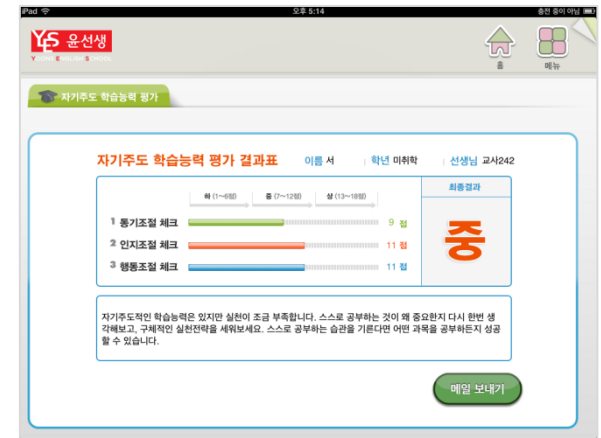 iPad 오후 5:14 충전 중이 아님
YES 윤선생
YOONS ENGLISH SCHOOL
홈 메뉴
자기주도 학습능력 평가
자기주도 학습능력 평가 결과표 이름 서 학년 미취학 선생님 교사242
하 (1~6점) 중 (7~12점) 상 (13~18점) 최종결과
1 동기조절 체크 9 점
2 인지조절 체크 11 점
3 행동조절 체크 11 점
중
자기주도적인 학습능력은 있지만 실천이 조금 부족합니다. 스스로 공부하는 것이 왜 중요한지 다시 한번 생
각해보고, 구체적인 실천전략을 세워보세요. 스스로 공부하는 습관을 기른다면 어떤 과목을 공부하든지 성공
할 수 있습니다.
메일 보내기